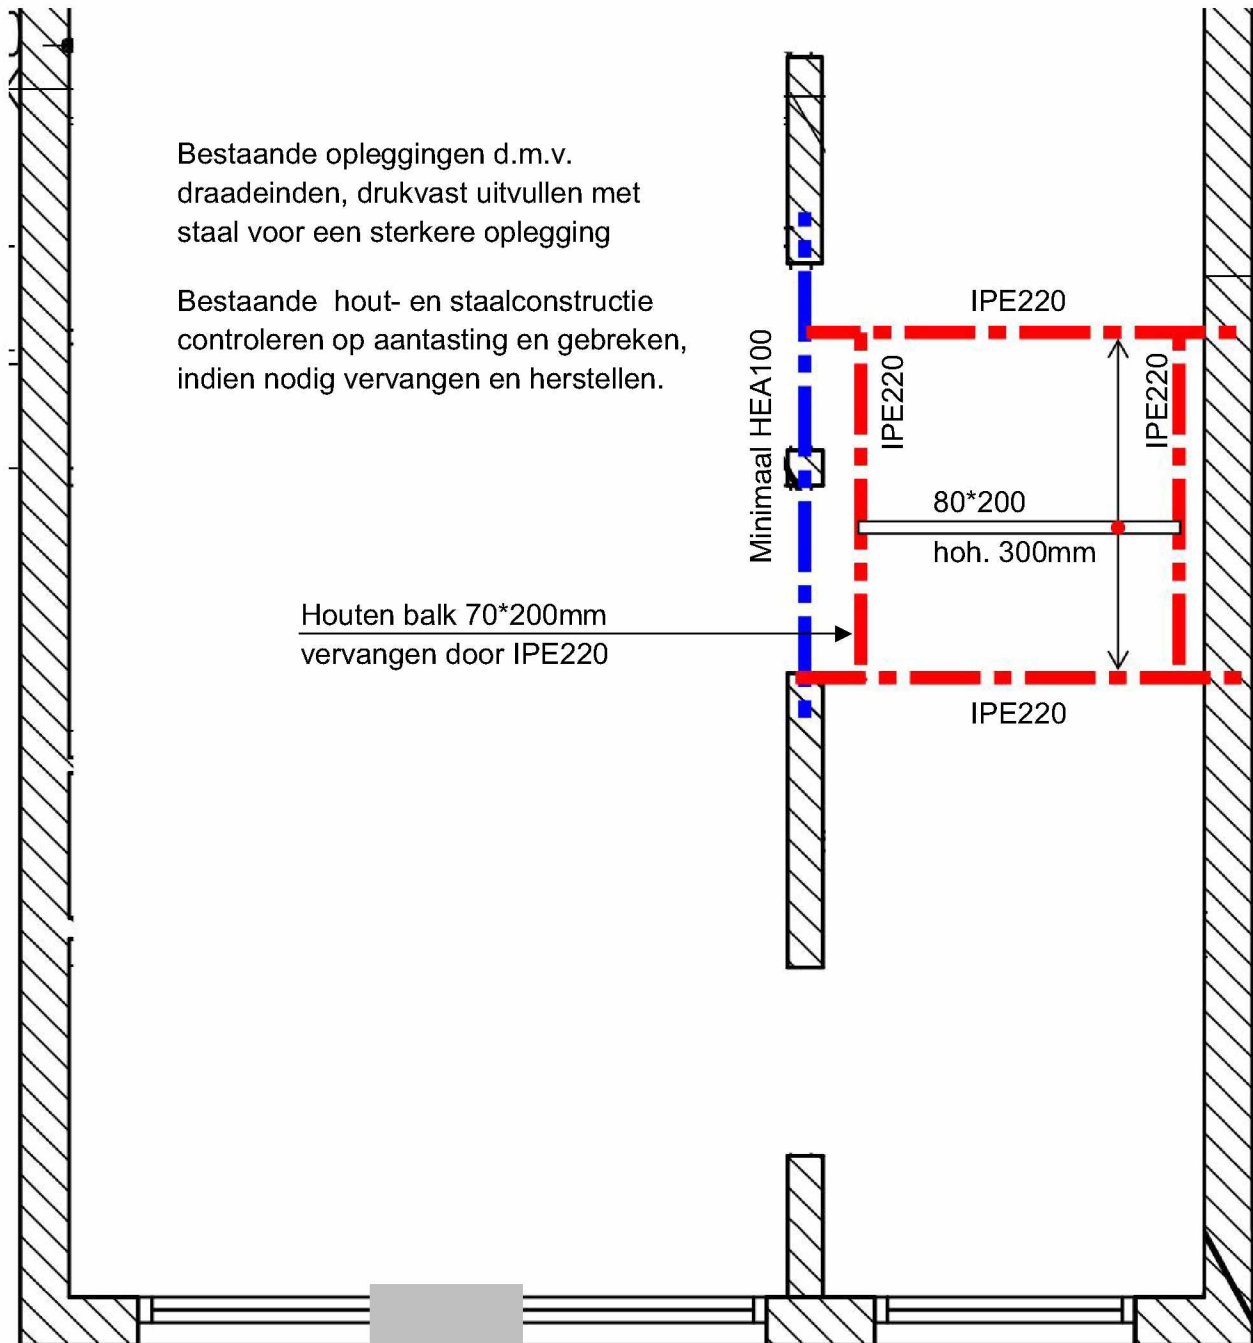 Bestaande opleggingen d.m.v.
draadeinden, drukvast uitvullen met
staal voor een sterkere oplegging
Bestaande  hout- en staalconstructie
controleren op aantasting en gebreken,
indien nodig vervangen en herstellen.
IPE220
Minimaal HEA100
IPE220
IPE220
80*200
hoh. 300mm
Houten balk 70*200mm
vervangen door IPE220
IPE220